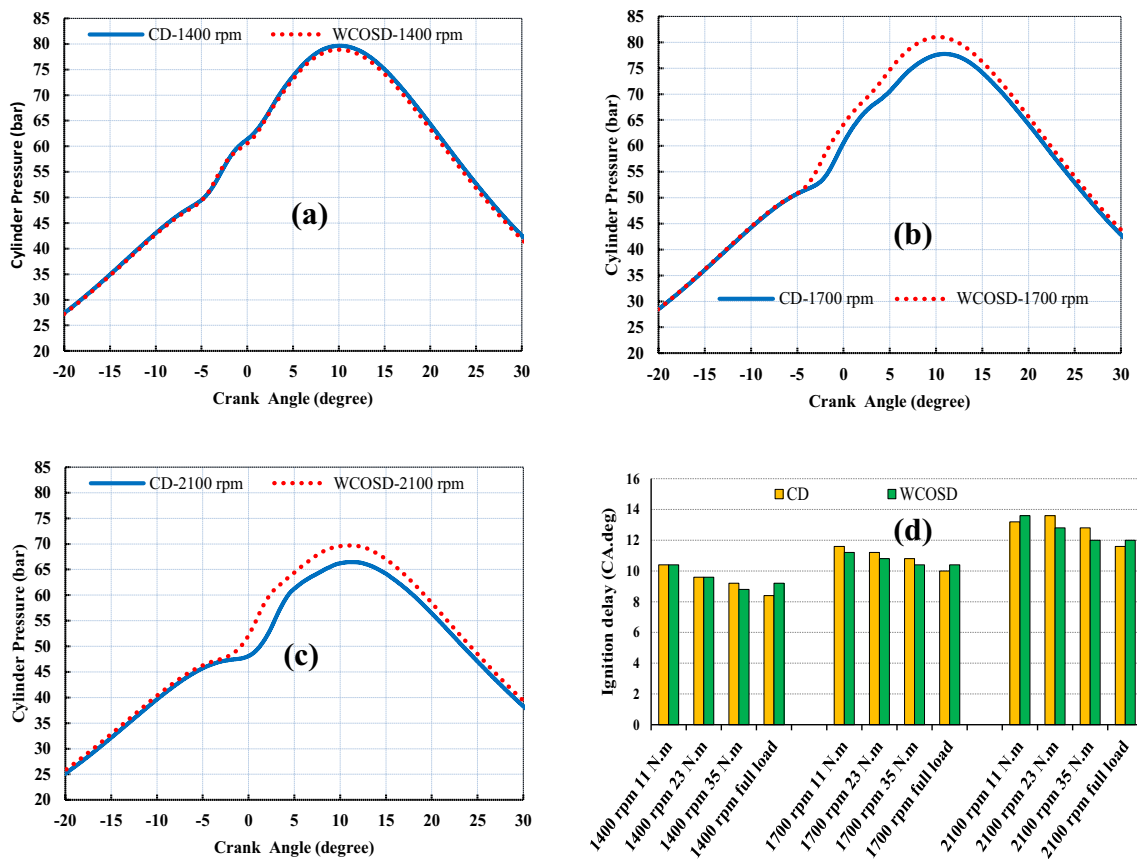 85
80
75
70
65
60
55
50
45
40
35
30
25
20
Cylinder Pressure (bar)
CD-1400 rpm WCOSD-1400 rpm
(a)
-20 -15 -10 -5 0 5 10 15 20 25 30
Crank Angle (degree)
85
80
75
70
65
60
55
50
45
40
35
30
25
20
Cylinder Pressure (bar)
(b)
CD-1700 rpm WCOSD-1700 rpm
-20 -15 -10 -5 0 5 10 15 20 25 30
Crank Angle (degree)
85
80
75
70
65
60
55
50
45
40
35
30
25
20
Cylinder Pressure (bar)
CD-2100 rpm WCOSD-2100 rpm
(c)
-20 -15 -10 -5 0 5 10 15 20 25 30
Crank Angle (degree)
16
14
12
10
8
6
4
2
0
Ignition delay (CA.deg)
CD WCOSD
(d)
1400 rpm 11 N.m
1400 rpm 23 N.m
1400 rpm 35 N.m
1400 rpm full load
1700 rpm 11 N.m
1700 rpm 23 N.m
1700 rpm 35 N.m
1700 rpm full load
2100 rpm 11 N.m
2100 rpm 23 N.m
2100 rpm 35 N.m
2100 rpm full load